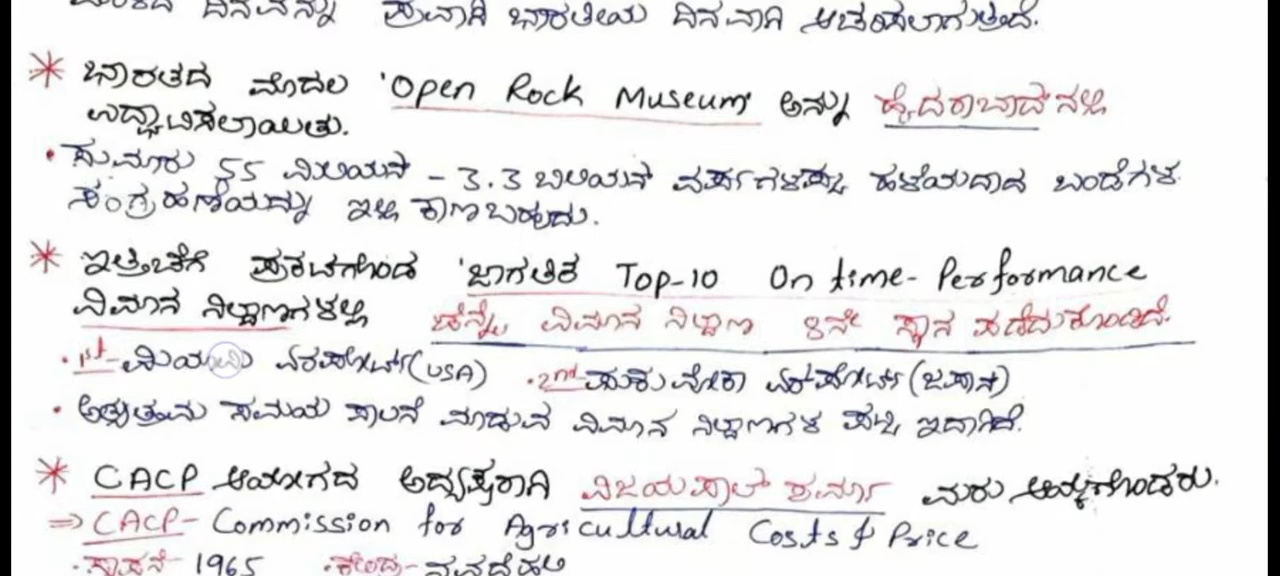 ದಿನವನ್ನು ಪ್ರವಾಸಿ ಭಾರತೀಯ ದಿನವಾಗಿ ಆಚರಿಸಲಾಗುತ್ತಿದೆ.
* ಭಾರತದ ಮೊದಲ 'Open Rock Museum' ಅನ್ನು ಹೈದರಾಬಾದ್‌ನಲ್ಲಿ
ಉದ್ಘಾಟಿಸಲಾಯಿತು.
• ಸುಮಾರು 55 ಮಿಲಿಯನ್ - 3.3 ಬಿಲಿಯನ್ ವರ್ಷಗಳಷ್ಟು ಹಳೆಯದಾದ ಬಂಡೆಗಳ
ಸಂಗ್ರಹಣೆಯನ್ನು ಇಲ್ಲಿ ಕಾಣಬಹುದು.
* ಇತ್ತೀಚೆಗೆ ಪ್ರಕಟಗೊಂಡ 'ಜಾಗತಿಕ Top-10 On time-Performance
ವಿಮಾನ ನಿಲ್ದಾಣಗಳಲ್ಲಿ ಚೆನ್ನೈ ವಿಮಾನ ನಿಲ್ದಾಣ 8ನೇ ಸ್ಥಾನ ಪಡೆದುಕೊಂಡಿದೆ.
• 1st - ಮಿಯಾಮಿ ಏರ್‌ಪೋರ್ಟ್ (USA) • 2nd ಫುಕುವೋಕಾ ಏರ್‌ಪೋರ್ಟ್ (ಜಪಾನ್)
• ಅತ್ಯುತ್ತಮ ಸಮಯ ಪಾಲನೆ ಮಾಡುವ ವಿಮಾನ ನಿಲ್ದಾಣಗಳ ಪಟ್ಟಿ ಇದಾಗಿದೆ.
* CACP ಆಯೋಗದ ಅಧ್ಯಕ್ಷರಾಗಿ ವಿಜಯಪಾಲ್ ಶರ್ಮಾ ಮರು ಆಯ್ಕೆಗೊಂಡರು.
⇒ CACP - Commission for Agricultural Costs & Price
• ಸ್ಥಾಪನೆ 1965 • ಕೇಂದ್ರ - ನವದೆಹಲಿ